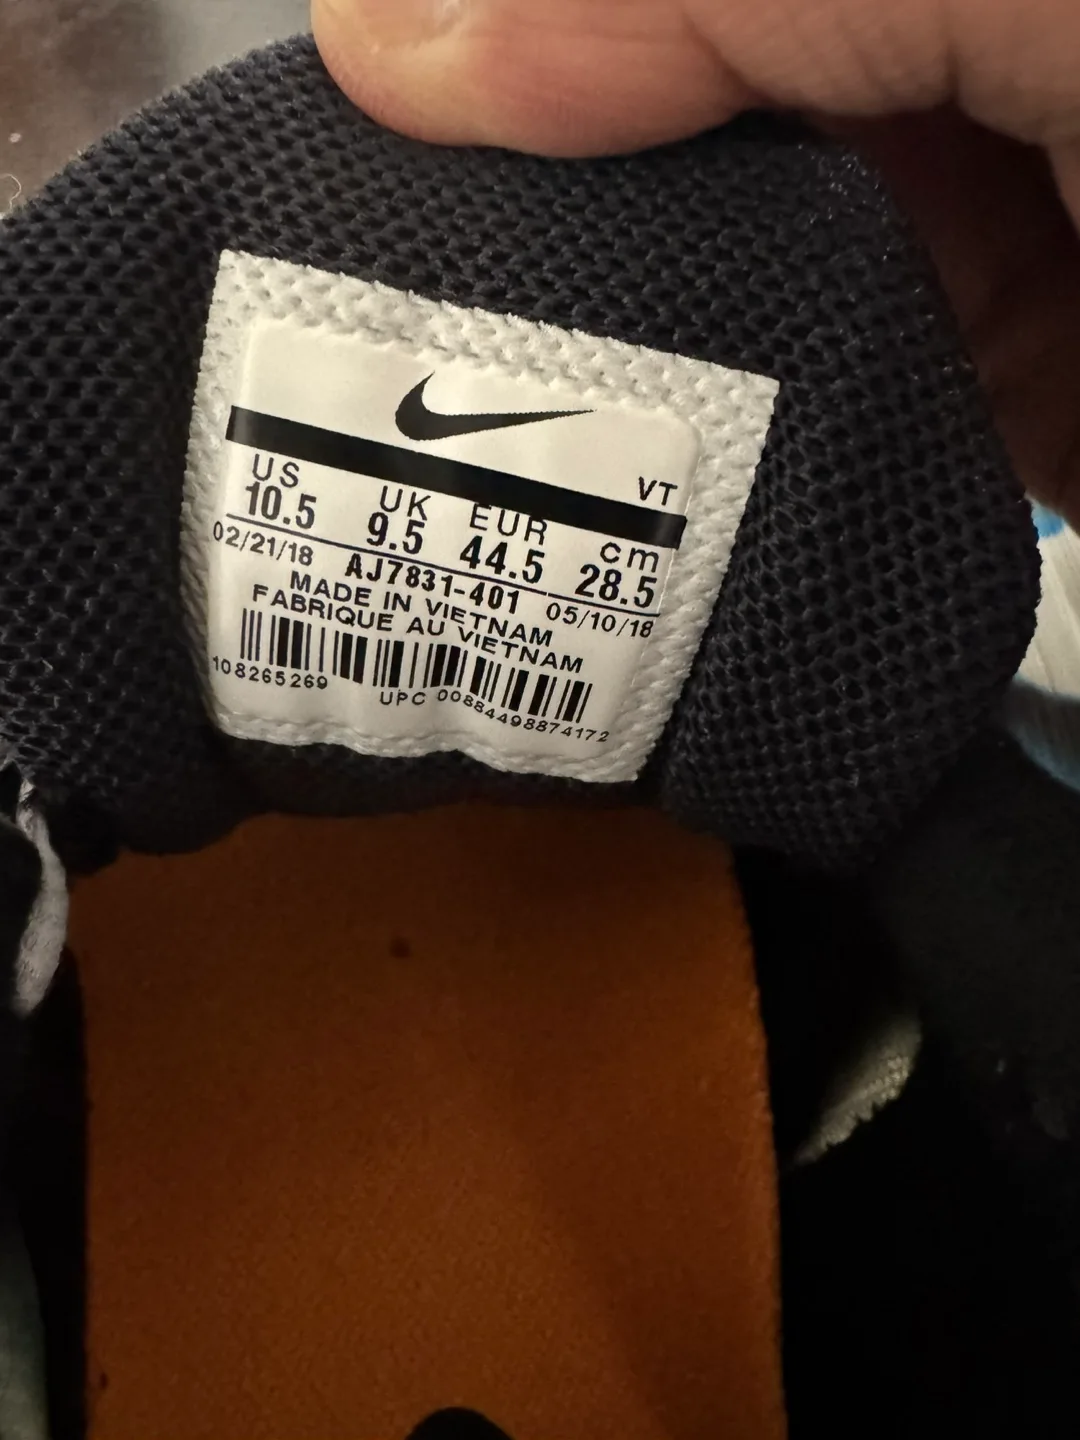 VT
US UK EUR cm
10.5 9.5 44.5 28.5
02/21/18 AJ7831-401 05/10/18
MADE IN VIETNAM
FABRIQUE AU VIETNAM
108265269 UPC 00884498874172